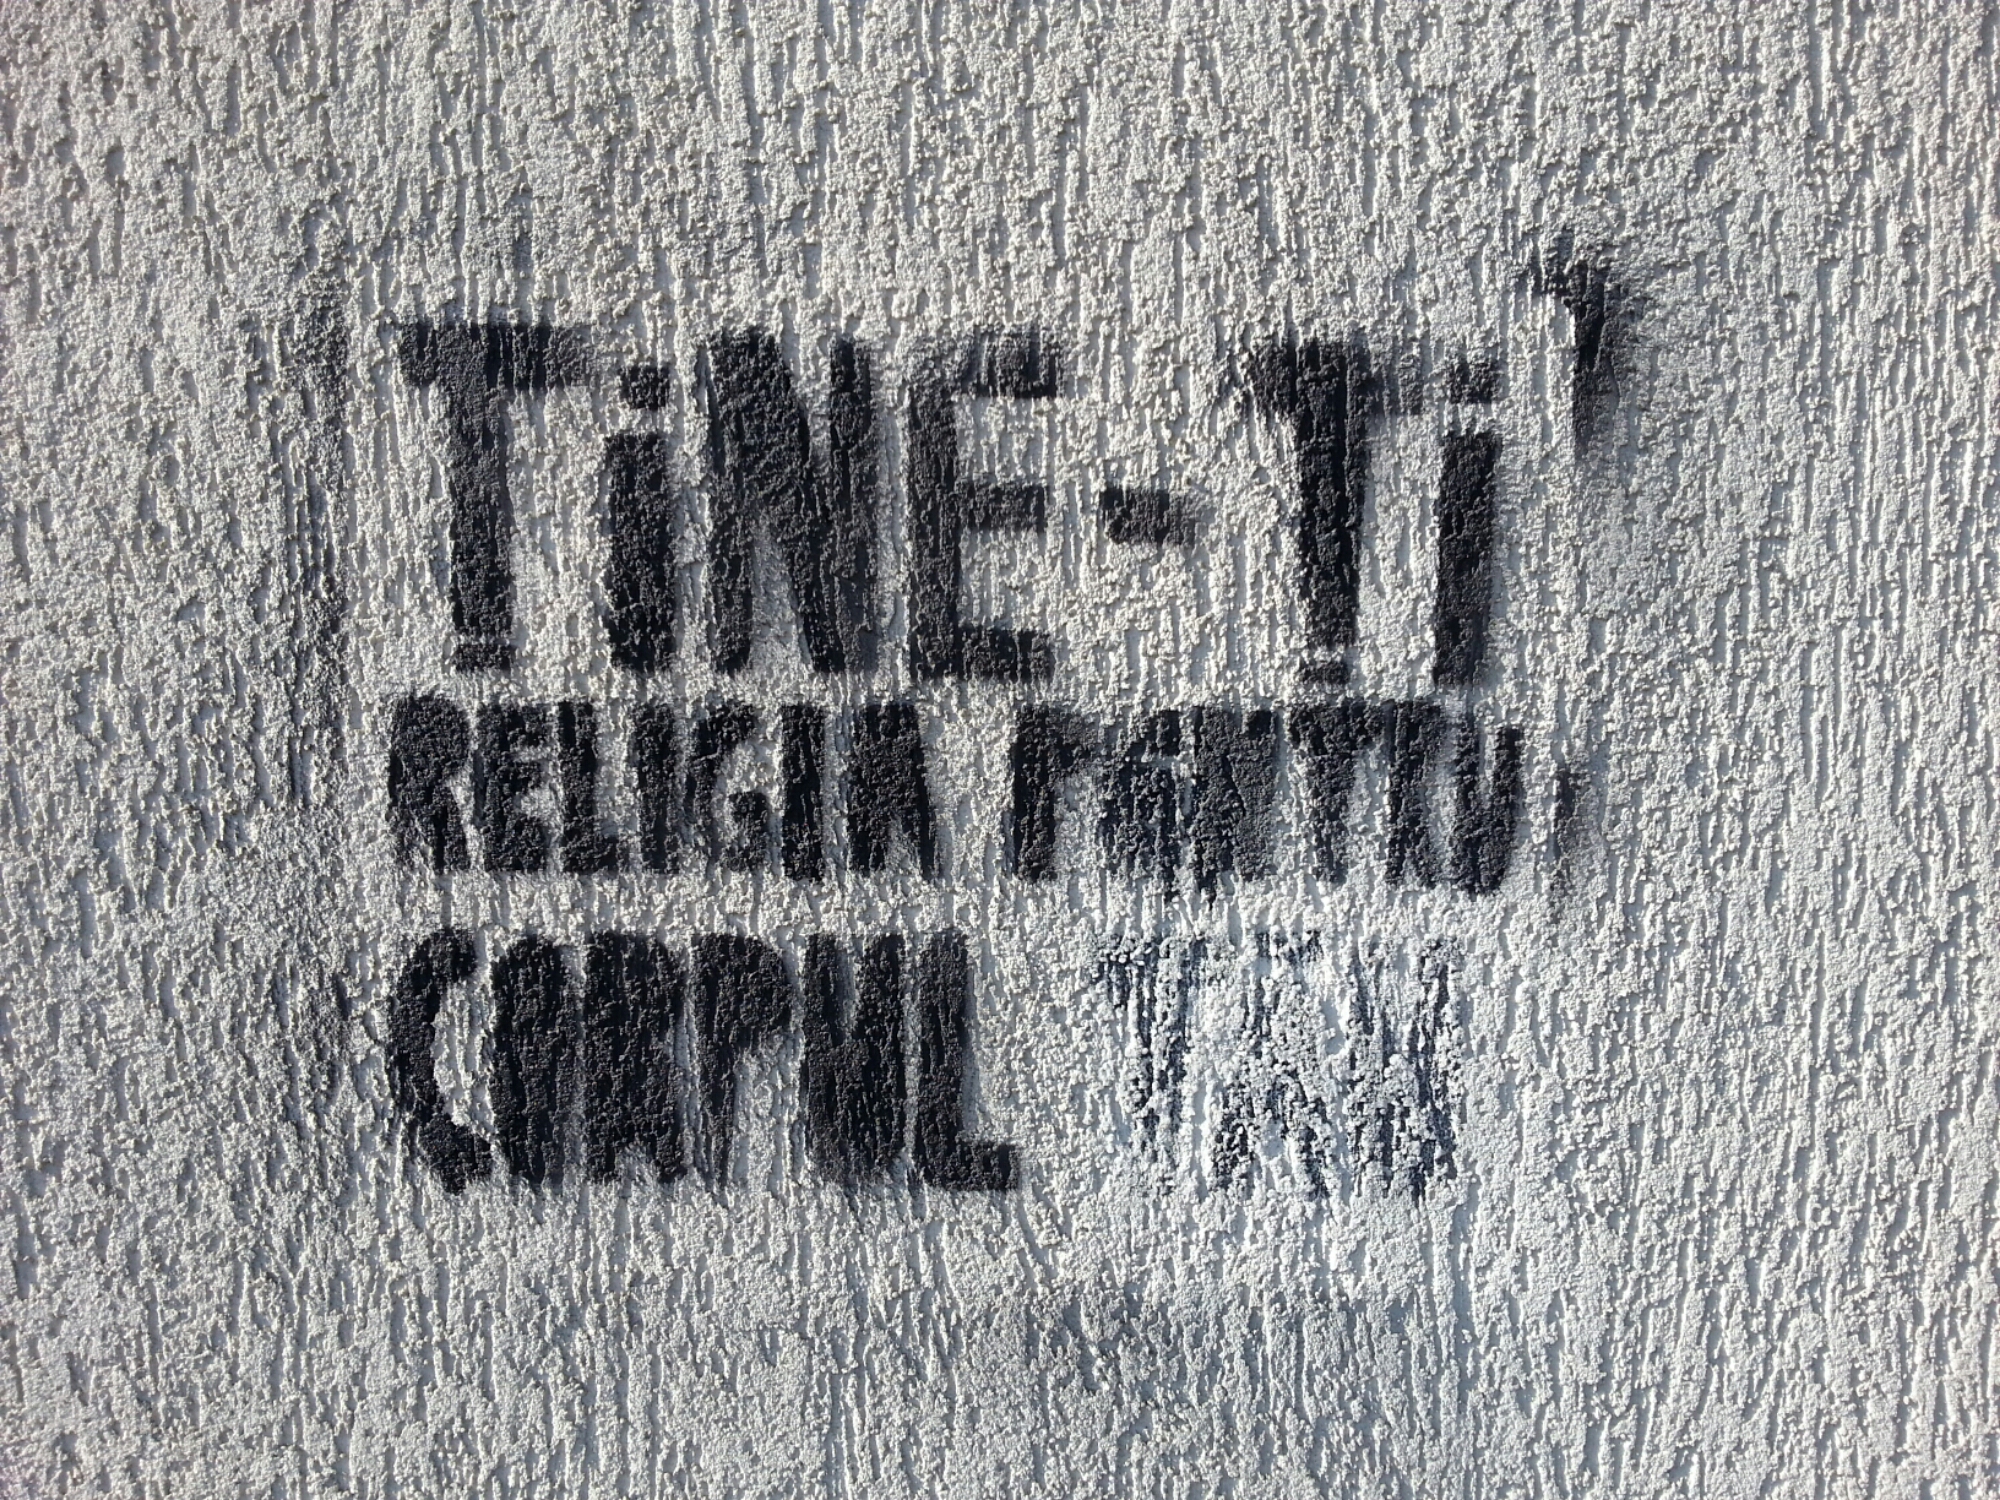 TiNE-Ti
RELIGIA PENTRU
CORPUL TĂU